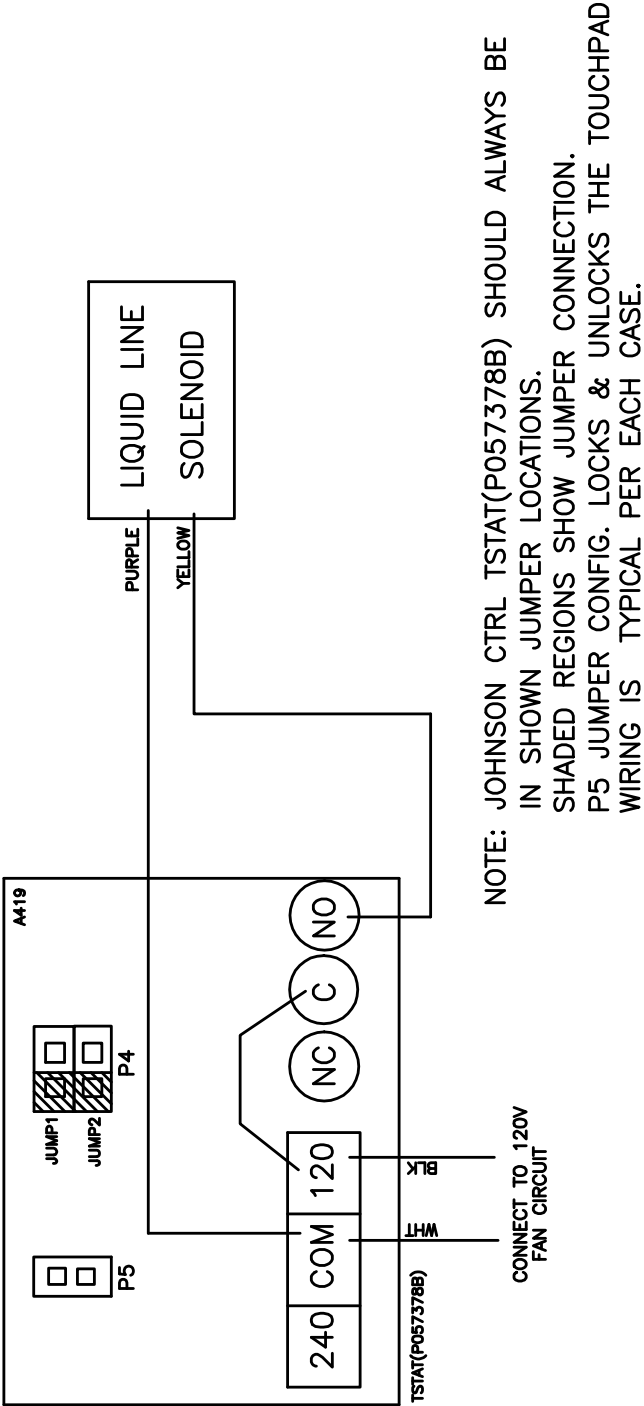 A419
JUMP1
JUMP2
P4
P5
240 COM 120 NC C NO
TSTAT(P057378B)
WHT
BLK
CONNECT TO 120V
FAN CIRCUIT
PURPLE
YELLOW
LIQUID LINE
SOLENOID
NOTE: JOHNSON CTRL TSTAT(P057378B) SHOULD ALWAYS BE
IN SHOWN JUMPER LOCATIONS.
SHADED REGIONS SHOW JUMPER CONNECTION.
P5 JUMPER CONFIG. LOCKS & UNLOCKS THE TOUCHPAD
WIRING IS TYPICAL PER EACH CASE.